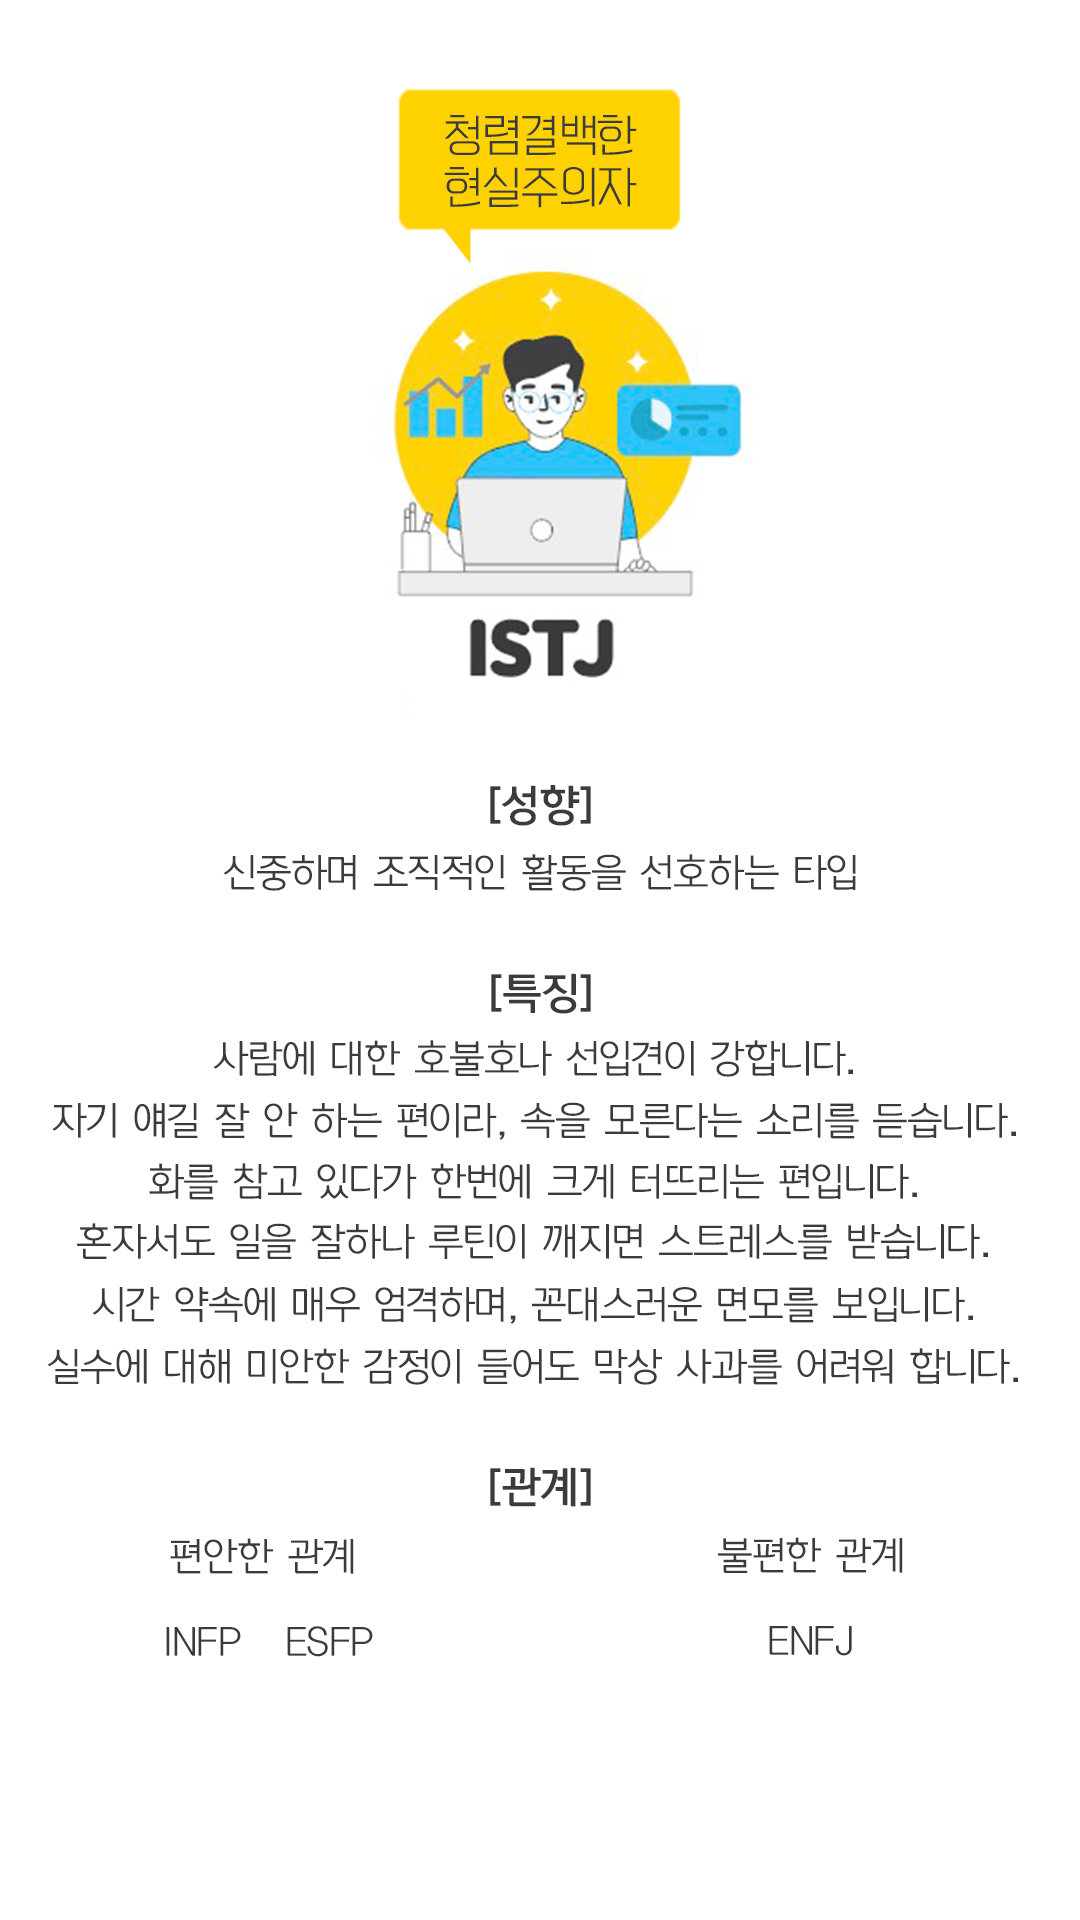 청렴결백한
현실주의자
ISTJ
[성향]
신중하며 조직적인 활동을 선호하는 타입
[특징]
사람에 대한 호불호나 선입견이 강합니다.
자기 얘길 잘 안 하는 편이라, 속을 모른다는 소리를 듣습니다.
화를 참고 있다가 한번에 크게 터뜨리는 편입니다.
혼자서도 일을 잘하나 루틴이 깨지면 스트레스를 받습니다.
시간 약속에 매우 엄격하며, 꼰대스러운 면모를 보입니다.
실수에 대해 미안한 감정이 들어도 막상 사과를 어려워 합니다.
[관계]
편안한 관계 불편한 관계
INFP ESFP ENFJ